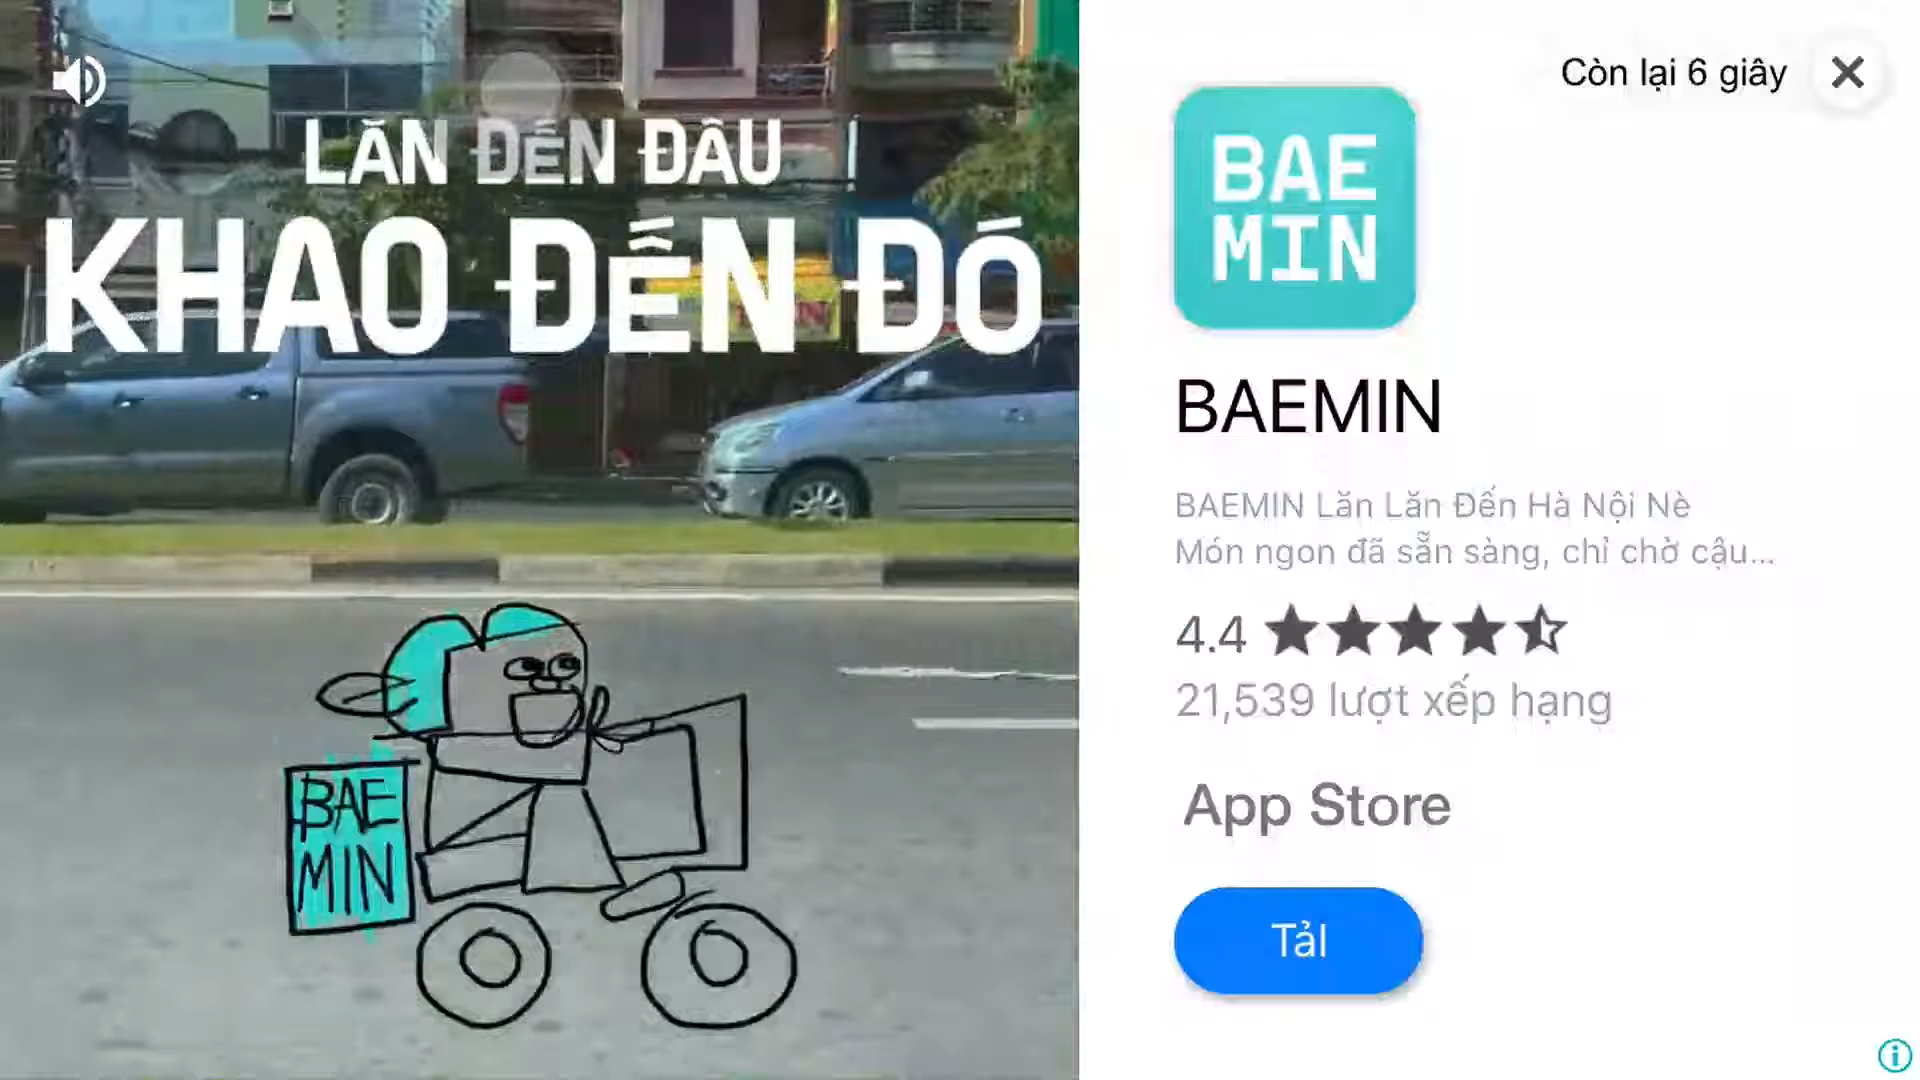 LĂN ĐẾN ĐÂU
KHAO ĐẾN ĐÓ
BAE
MIN
Còn lại 6 giây
BAE
MIN
BAEMIN
BAEMIN Lăn Lăn Đến Hà Nội Nè
Món ngon đã sẵn sàng, chỉ chờ cậu...
4.4
21,539 lượt xếp hạng
App Store
Tải